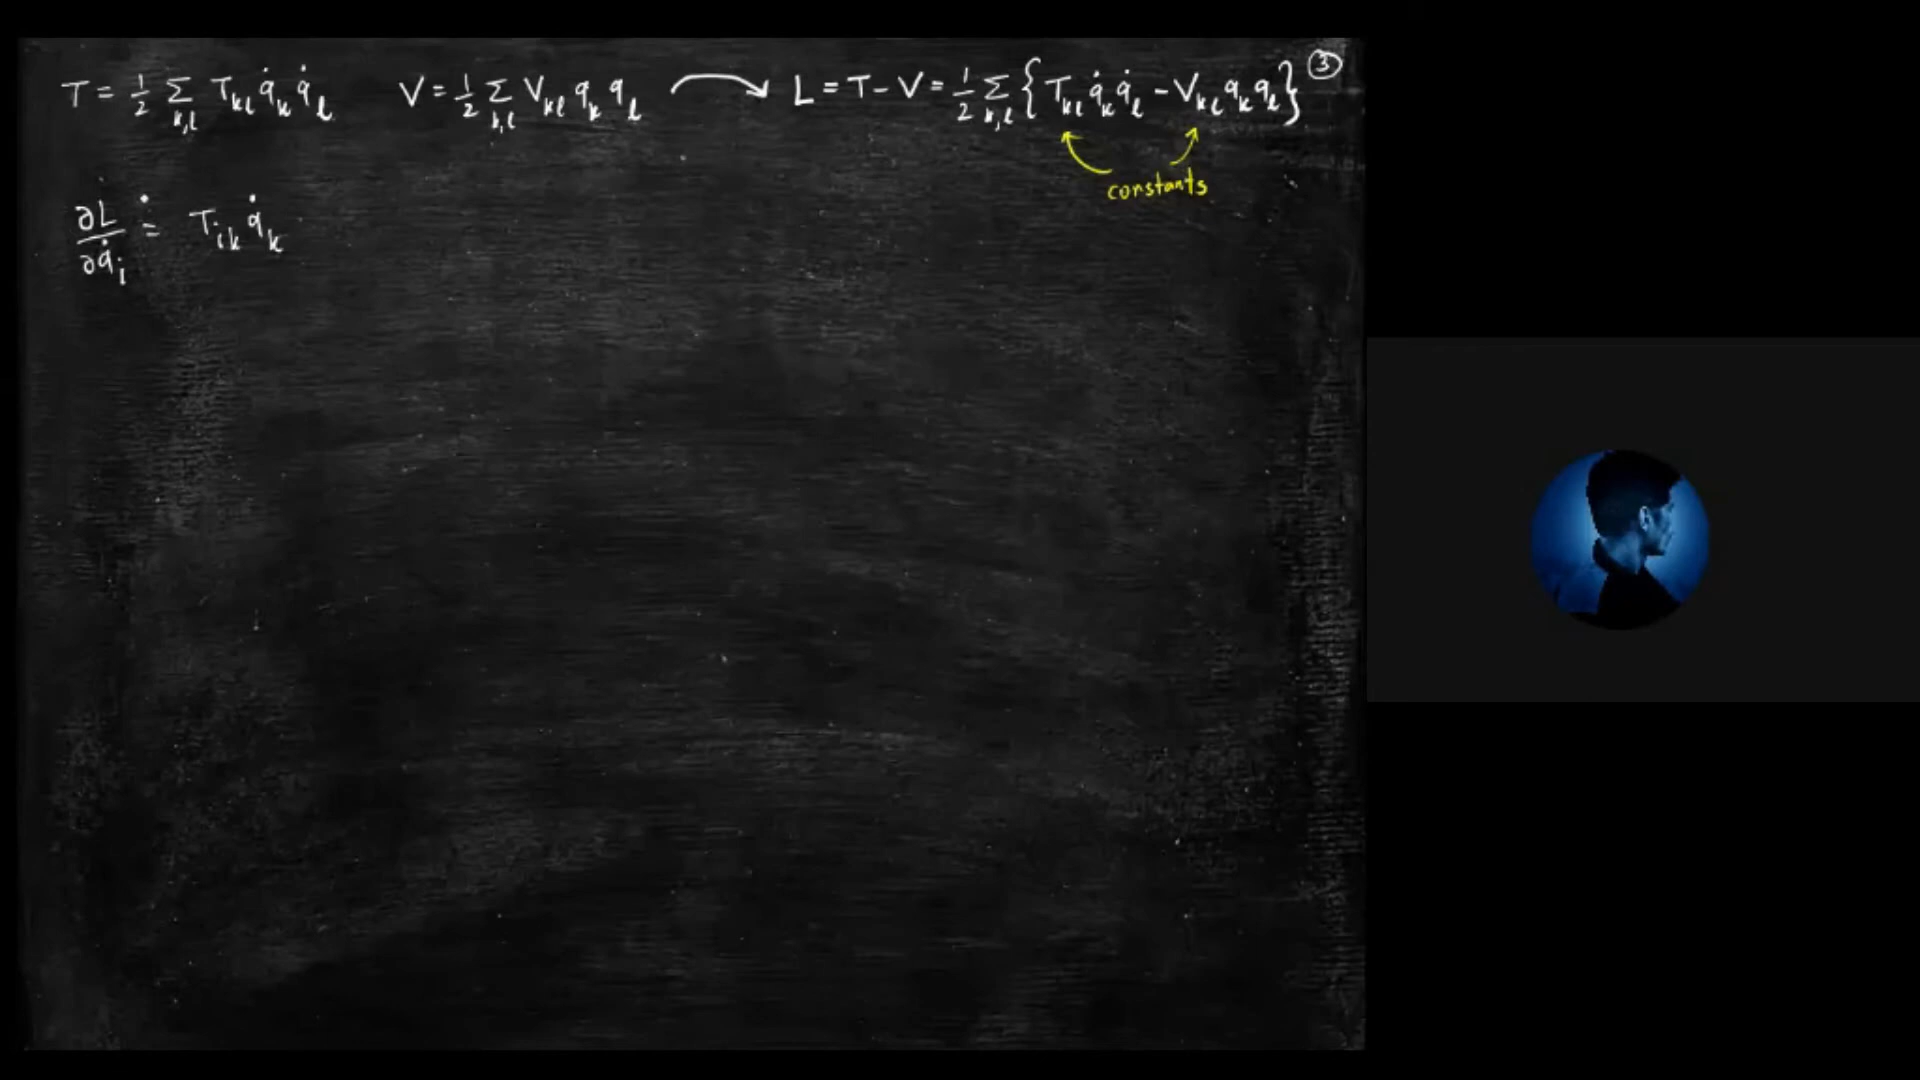 T = 1/2 Σ_{k,l} T_{kl} q̇_k q̇_l V = 1/2 Σ_{k,l} V_{kl} q_k q_l → L = T - V = 1/2 Σ_{k,l} { T_{kl} q̇_k q̇_l - V_{kl} q_k q_l } ③
constants
∂L/∂q̇_i = T_{ik} q̇_k